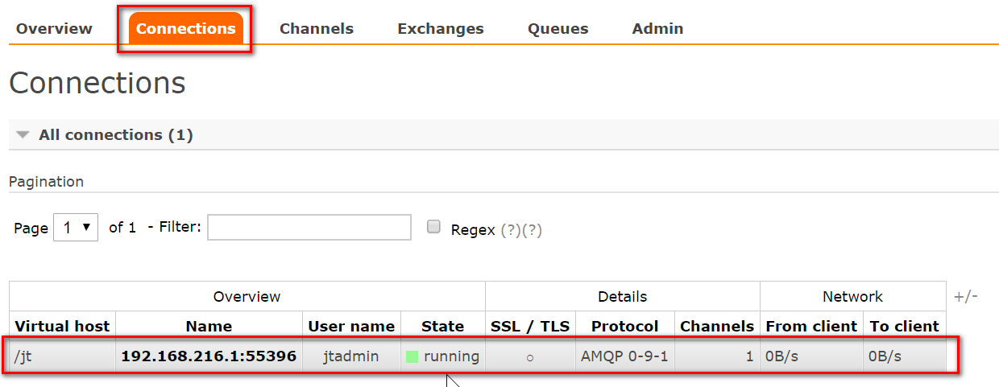 Overview Connections Channels Exchanges Queues Admin
Connections
All connections (1)
Pagination
Page 1 of 1 - Filter: Regex (?)(?)
Overview Details Network +/-
Virtual host Name User name State SSL / TLS Protocol Channels From client To client
/jt 192.168.216.1:55396 jtadmin running ○ AMQP 0-9-1 1 0B/s 0B/s